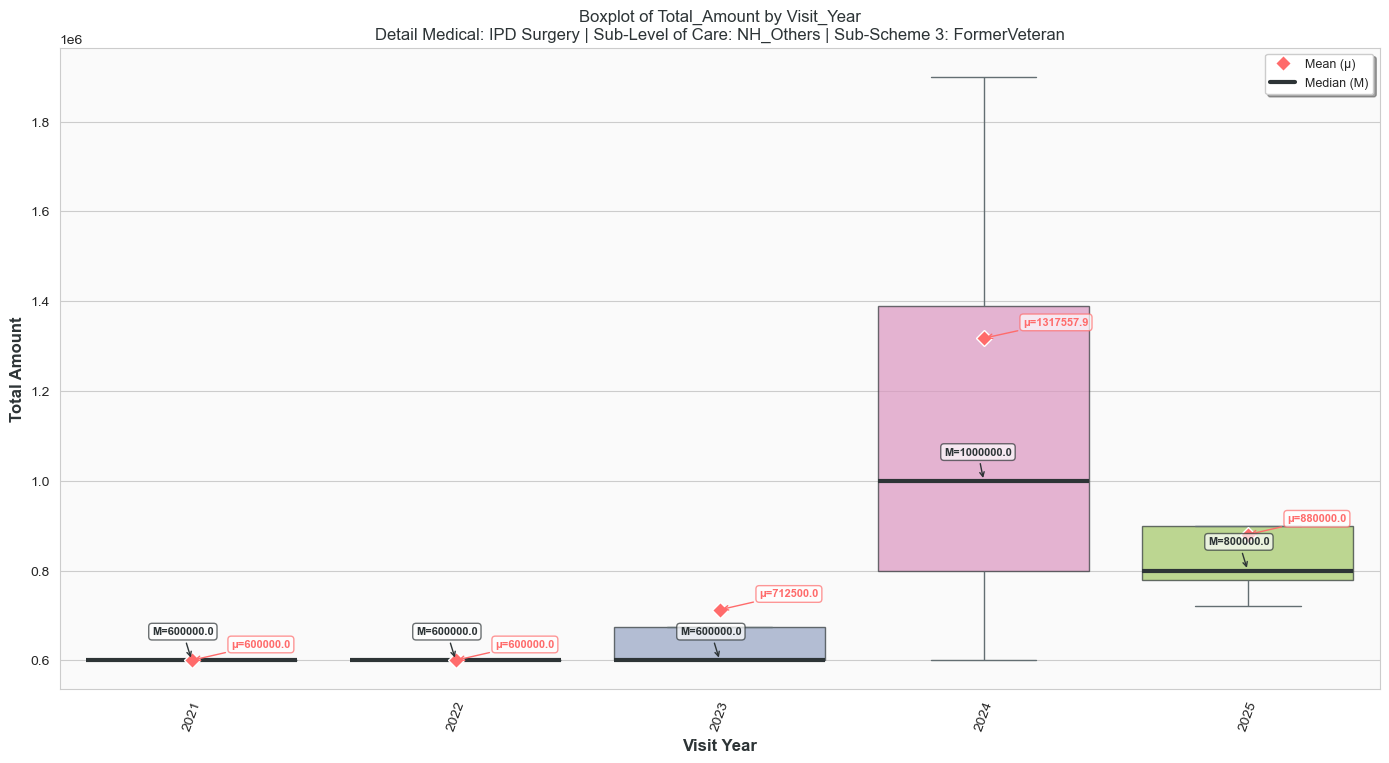 Boxplot of Total_Amount by Visit_Year
Detail Medical: IPD Surgery | Sub-Level of Care: NH_Others | Sub-Scheme 3: FormerVeteran
1e6
Mean (μ)
Median (M)
1.8
1.6
1.4
1.2
1.0
0.8
0.6
Total Amount
μ=1317557.9
M=1000000.0
μ=880000.0
M=800000.0
μ=712500.0
M=600000.0
μ=600000.0
M=600000.0
μ=600000.0
M=600000.0
2021
2022
2023
2024
2025
Visit Year